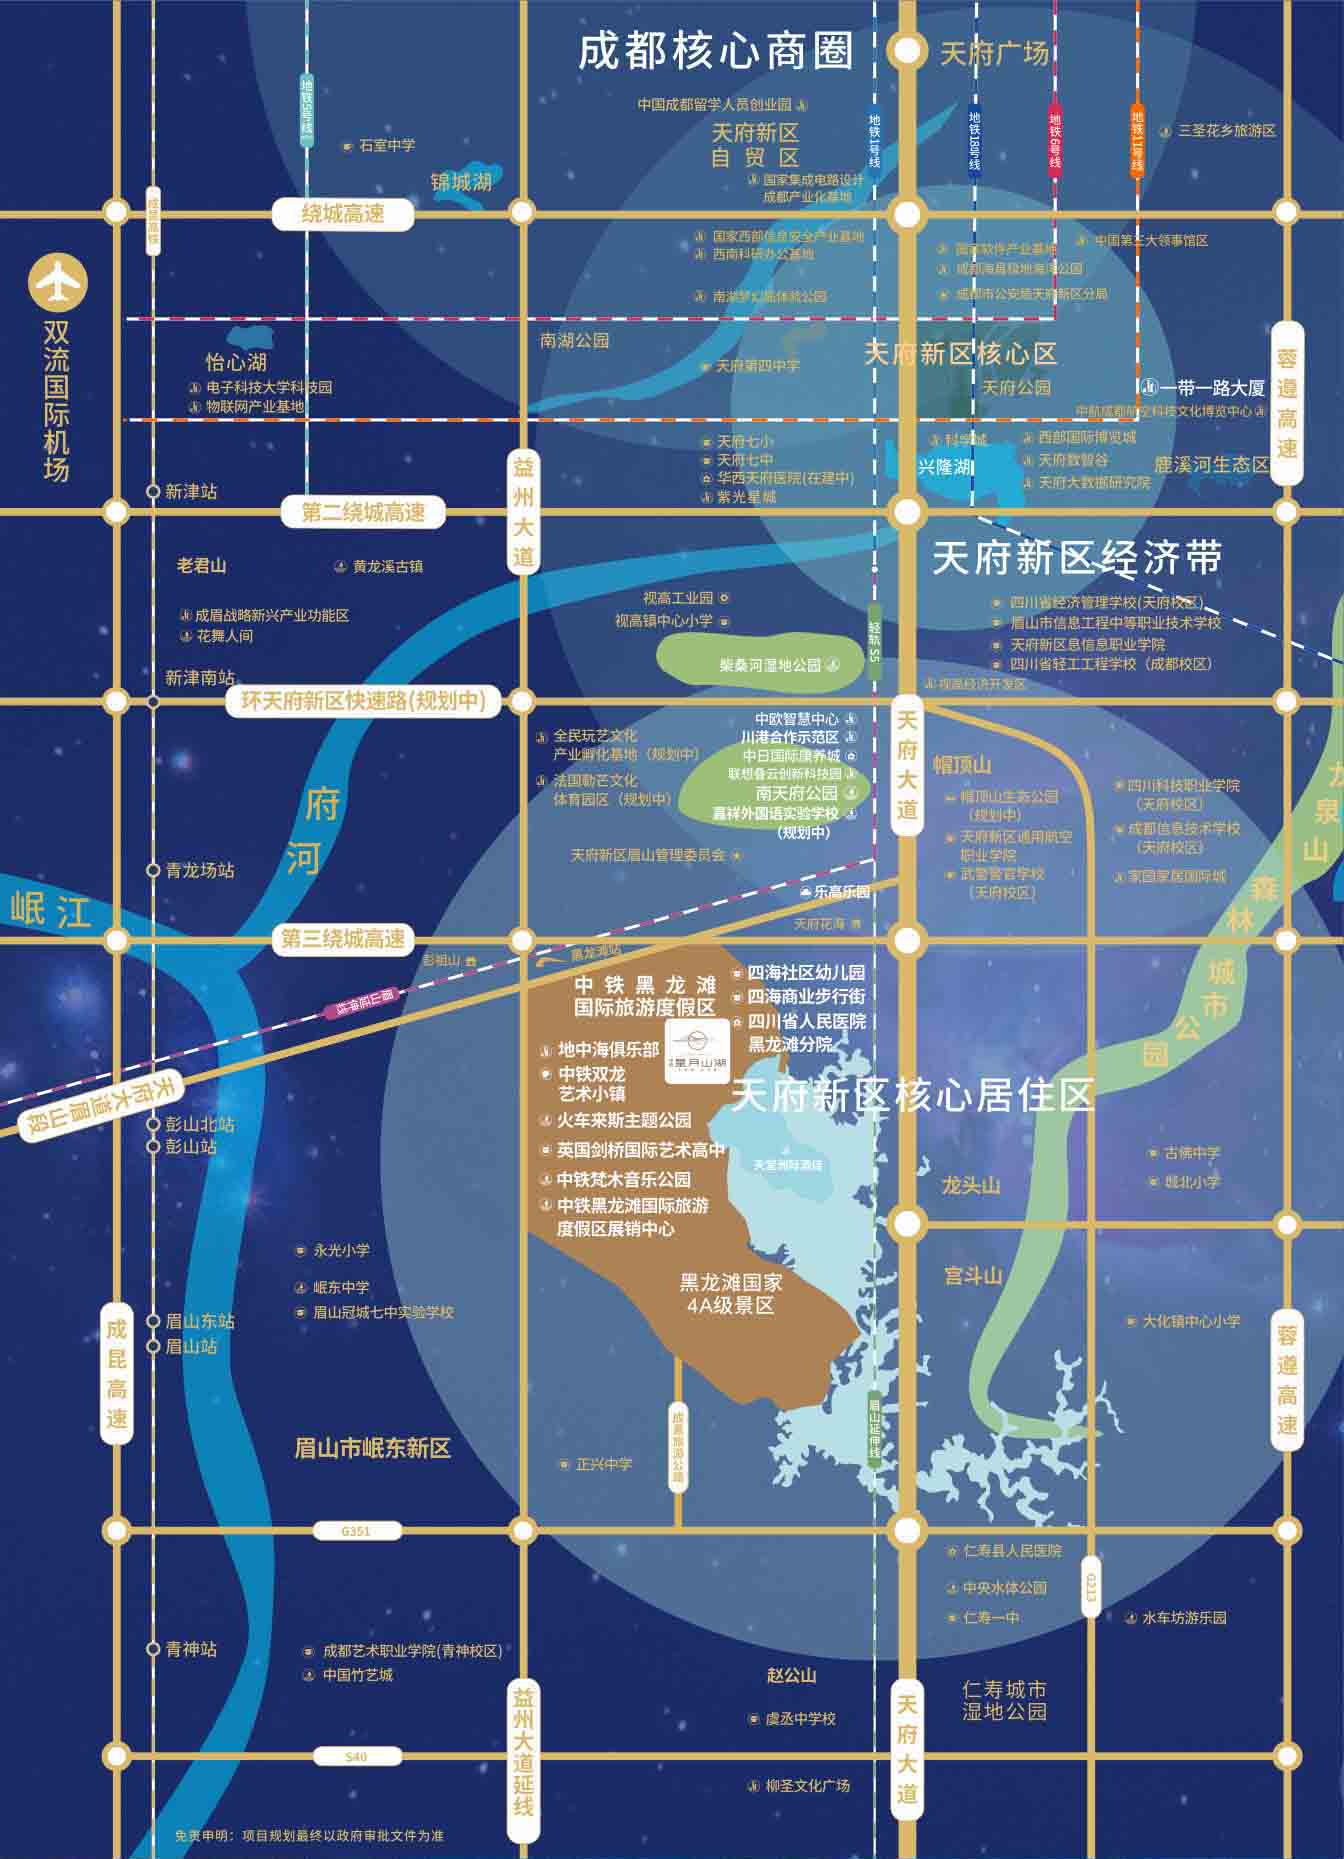 成都核心商圈
天府广场
中国成都留学人员创业园
天府新区
自贸区
国家集成电路设计
成都产业化基地
地铁5号线
地铁1号线
地铁18号线
地铁6号线
地铁11号线
三圣花乡旅游区
石室中学
锦城湖
成昆高铁
绕城高速
国家西部信息安全产业基地
西南科研办公基地
国家软件产业基地
成都海昌极地海洋公园
中国第三大领事馆区
成都市公安局天府新区分局
南湖梦幻岛体验公园
双流国际机场
怡心湖
电子科技大学科技园
物联网产业基地
南湖公园
天府第四中学
天府新区核心区
天府公园
一带一路大厦
中航成都航空科技文化博览中心
蓉遵高速
天府七小
天府七中
华西天府医院(在建中)
紫光星城
科学城
兴隆湖
西部国际博览城
天府数智谷
天府大数据研究院
鹿溪河生态区
益州大道
新津站
第二绕城高速
天府新区经济带
老君山
黄龙溪古镇
成眉战略新兴产业功能区
花舞人间
视高工业园
视高镇中心小学
柴桑河湿地公园
轻轨S5
四川省经济管理学校(天府校区)
眉山市信息工程中等职业技术学校
天府新区息信息职业学院
四川省轻工工程学校（成都校区）
视高经济开发区
新津南站
环天府新区快速路(规划中)
天府大道
全民玩艺文化
产业孵化基地（规划中）
法国勒芒文化
体育园区（规划中）
中欧智慧中心
川港合作示范区
中日国际康养城
联想叠云创新科技园
南天府公园
嘉祥外国语实验学校
（规划中）
天府新区眉山管理委员会
乐高乐园
天府花海
帽顶山
帽顶山生态公园
（规划中）
天府新区通用航空
职业学院
武警警官学校
（天府校区）
四川科技职业学院
（天府校区）
成都信息技术学校
（天府校区）
家园家居国际城
龙泉山
森林
城市
公园
府河
岷江
青龙场站
第三绕城高速
彭祖山
黑龙滩站
眉山延伸线
天府大道眉山段
中铁黑龙滩
国际旅游度假区
四海社区幼儿园
四海商业步行街
四川省人民医院
黑龙滩分院
星月山湖
地中海俱乐部
中铁双龙
艺术小镇
火车来斯主题公园
英国剑桥国际艺术高中
中铁梵木音乐公园
中铁黑龙滩国际旅游
度假区展销中心
天府新区核心居住区
天堂洲际酒店
彭山北站
彭山站
古佛中学
城北小学
龙头山
宫斗山
永光小学
岷东中学
眉山冠城七中实验学校
黑龙滩国家
4A级景区
大化镇中心小学
眉山东站
眉山站
成昆高速
蓉遵高速
眉山市岷东新区
正兴中学
成黑旅游公路
眉山延伸线
G351
仁寿县人民医院
中央水体公园
仁寿一中
G213
水车坊游乐园
青神站
成都艺术职业学院(青神校区)
中国竹艺城
益州大道延线
赵公山
虞丞中学校
天府大道
仁寿城市
湿地公园
S40
柳圣文化广场
免责申明：项目规划最终以政府审批文件为准